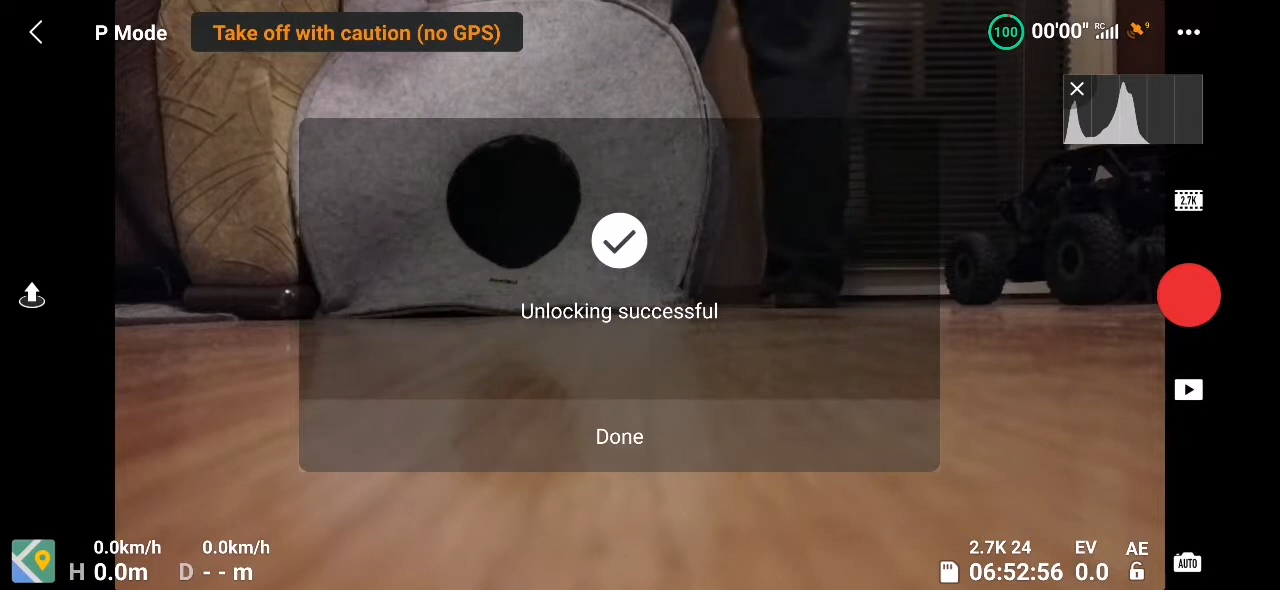 P Mode
Take off with caution (no GPS)
100
00'00"
RC
9
2.7K
Unlocking successful
Done
0.0km/h
0.0km/h
H 0.0m
D - - m
2.7K 24
EV
AE
06:52:56
0.0
AUTO